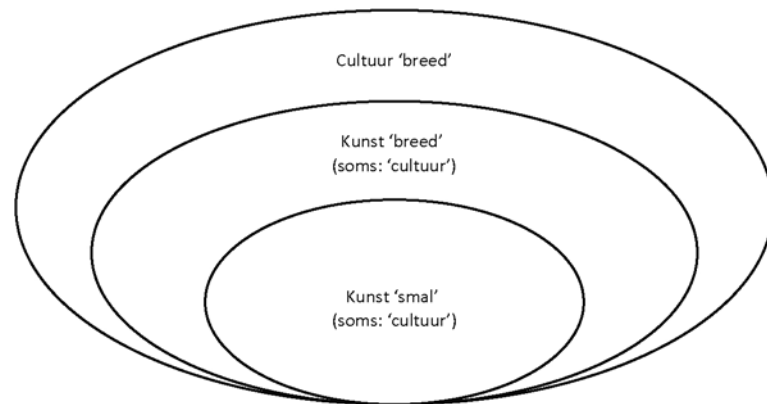 Cultuur ‘breed’
Kunst ‘breed’
(soms: ‘cultuur’)
Kunst ‘smal’
(soms: ‘cultuur’)